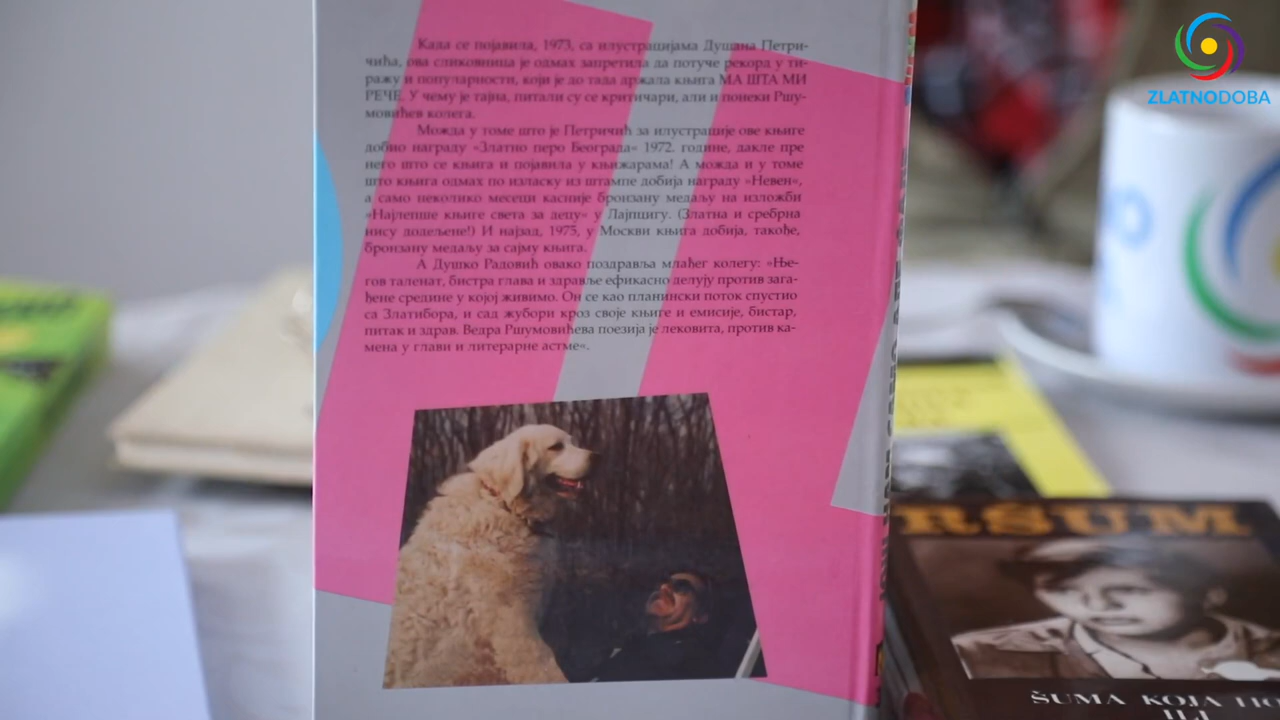 ZLATNODOBA
Када се појавила, 1973, са илустрацијама Душана Петри-
чића, ова сликовница је одмах запретила да потуче рекорд у ти-
ражу и популарности, који је до тада држала књига МА ШТА МИ
РЕЧЕ. У чему је тајна, питали су се критичари, али и понеки Ршу-
мовићев колега.
Можда у томе што је Петричић за илустрације ове књиге
добио награду »Златно перо Београда« 1972. године, дакле пре
него што се књига и појавила у књижарама! А можда и у томе
што књига одмах по изласку из штампе добија награду »Невен«,
а само неколико месеци касније бронзану медаљу на изложби
»Најлепше књиге света за децу« у Лајпцигу. (Златна и сребрна
нису додељене!) И најзад, 1975, у Москви књига добија, такође,
бронзану медаљу за сајму књига.
А Душко Радовић овако поздравља млађег колегу: »Ње-
гов таленат, бистра глава и здравље ефикасно делују против зага-
ђене средине у којој живимо. Он се као планински поток спустио
са Златибора, и сад жубори кроз своје књиге и емисије, бистар,
питак и здрав. Ведра Ршумовићева поезија је лековита, против ка-
мена у глави и литерарне астме«.
RŠUM
ŠUMA KOJA